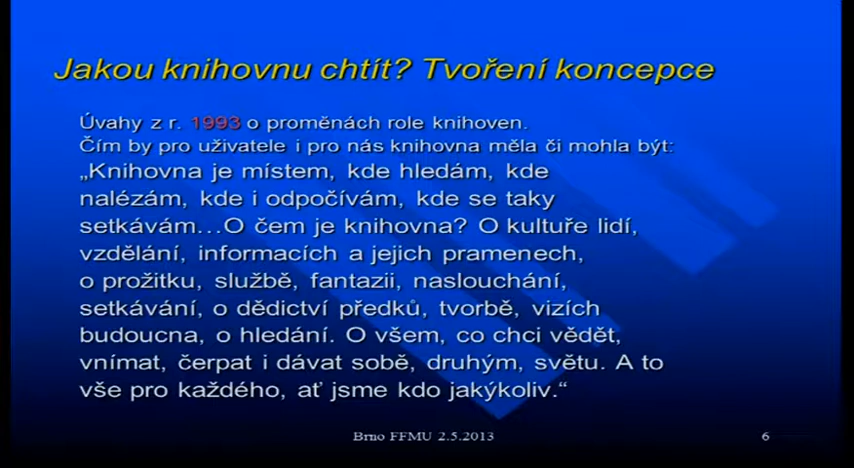 Jakou knihovnu chtít? Tvoření koncepce
Úvahy z r. 1993 o proměnách role knihoven.
Čím by pro uživatele i pro nás knihovna měla či mohla být:
„Knihovna je místem, kde hledám, kde
nalézám, kde i odpočívám, kde se taky
setkávám…O čem je knihovna? O kultuře lidí,
vzdělání, informacích a jejich pramenech,
o prožitku, službě, fantazii, naslouchání,
setkávání, o dědictví předků, tvorbě, vizích
budoucna, o hledání. O všem, co chci vědět,
vnímat, čerpat i dávat sobě, druhým, světu. A to
vše pro každého, ať jsme kdo jakýkoliv.“
Brno FFMU 2.5.2013
6